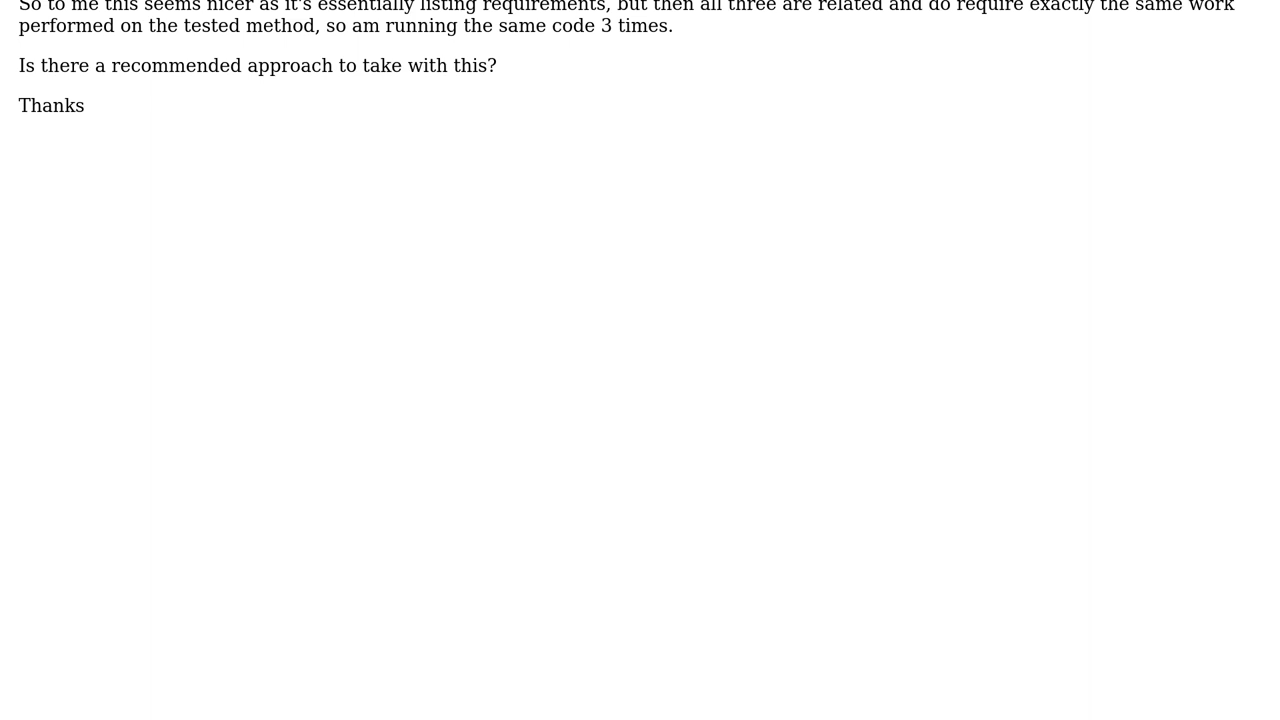 So to me this seems nicer as it's essentially listing requirements, but then all three are related and do require exactly the same work
performed on the tested method, so am running the same code 3 times.
Is there a recommended approach to take with this?
Thanks